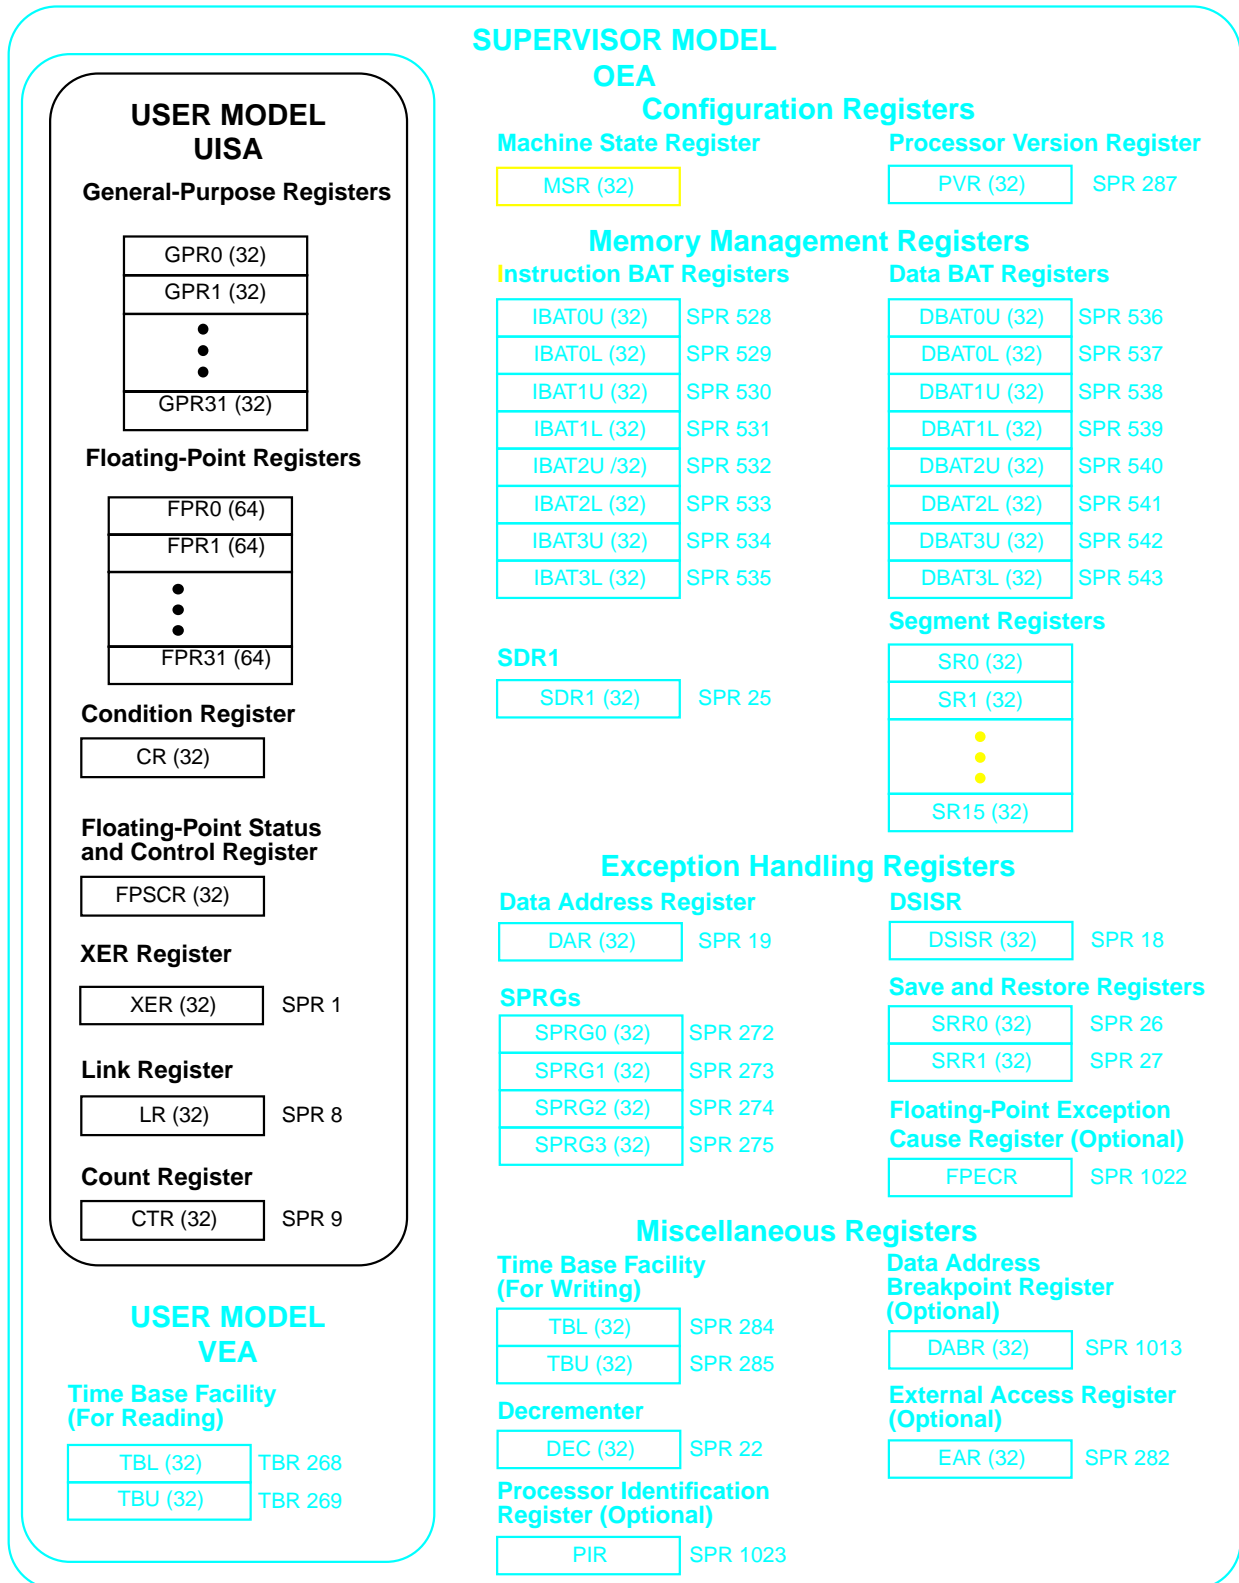 SUPERVISOR MODEL
OEA
USER MODEL
UISA
General-Purpose Registers
GPR0 (32)
GPR1 (32)
GPR31 (32)
Floating-Point Registers
FPR0 (64)
FPR1 (64)
FPR31 (64)
Condition Register
CR (32)
Floating-Point Status
and Control Register
FPSCR (32)
XER Register
XER (32) SPR 1
Link Register
LR (32) SPR 8
Count Register
CTR (32) SPR 9
USER MODEL
VEA
Time Base Facility
(For Reading)
TBL (32) TBR 268
TBU (32) TBR 269
Configuration Registers
Machine State Register
MSR (32)
Processor Version Register
PVR (32) SPR 287
Memory Management Registers
Instruction BAT Registers
IBAT0U (32) SPR 528
IBAT0L (32) SPR 529
IBAT1U (32) SPR 530
IBAT1L (32) SPR 531
IBAT2U /32) SPR 532
IBAT2L (32) SPR 533
IBAT3U (32) SPR 534
IBAT3L (32) SPR 535
Data BAT Registers
DBAT0U (32) SPR 536
DBAT0L (32) SPR 537
DBAT1U (32) SPR 538
DBAT1L (32) SPR 539
DBAT2U (32) SPR 540
DBAT2L (32) SPR 541
DBAT3U (32) SPR 542
DBAT3L (32) SPR 543
SDR1
SDR1 (32) SPR 25
Segment Registers
SR0 (32)
SR1 (32)
SR15 (32)
Exception Handling Registers
Data Address Register
DAR (32) SPR 19
DSISR
DSISR (32) SPR 18
SPRGs
SPRG0 (32) SPR 272
SPRG1 (32) SPR 273
SPRG2 (32) SPR 274
SPRG3 (32) SPR 275
Save and Restore Registers
SRR0 (32) SPR 26
SRR1 (32) SPR 27
Floating-Point Exception
Cause Register (Optional)
FPECR SPR 1022
Miscellaneous Registers
Time Base Facility
(For Writing)
TBL (32) SPR 284
TBU (32) SPR 285
Decrementer
DEC (32) SPR 22
Processor Identification
Register (Optional)
PIR SPR 1023
Data Address
Breakpoint Register
(Optional)
DABR (32) SPR 1013
External Access Register
(Optional)
EAR (32) SPR 282